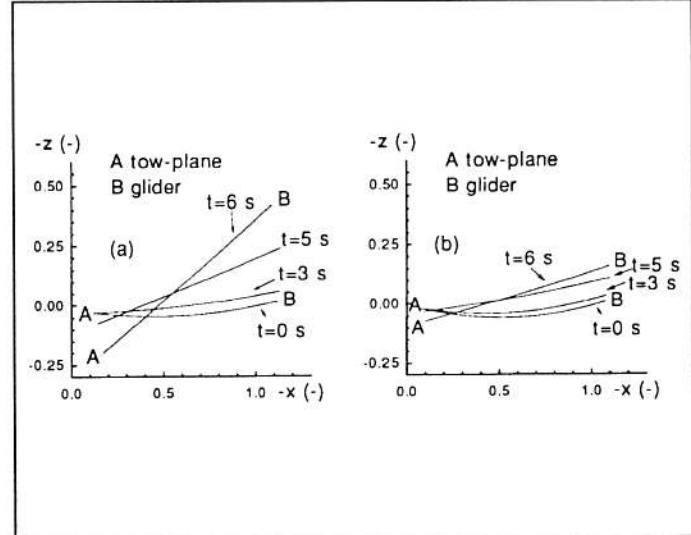 -z (-)
A tow-plane
B glider
0.50
0.25
0.00
-0.25
(a)
t=6 s
B
t=5 s
t=3 s
B
t=0 s
A
A
0.0
0.5
1.0
-x (-)
-z (-)
A tow-plane
B glider
0.50
0.25
0.00
-0.25
(b)
t=6 s
B
t=5 s
t=3 s
B
t=0 s
A
A
0.0
0.5
1.0
-x (-)